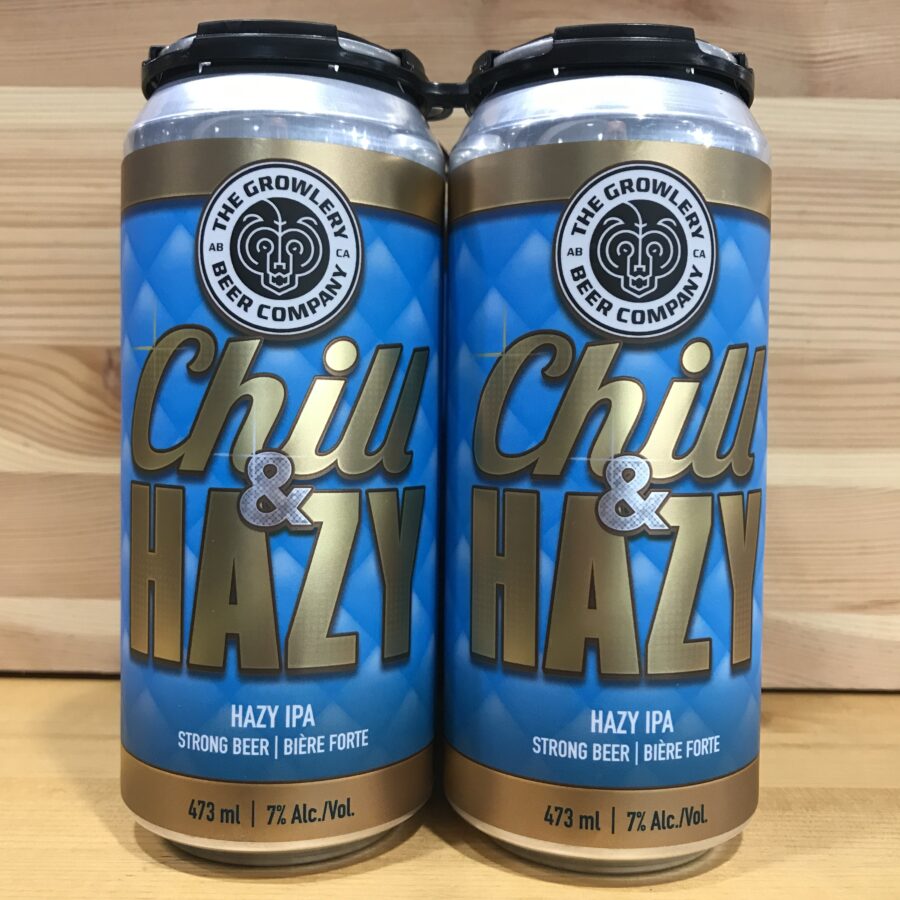 THE GROWLERY
AB CA
BEER COMPANY
Chill
&
HAZY
HAZY IPA
STRONG BEER | BIÈRE FORTE
473 ml | 7% Alc./Vol.
THE GROWLERY
AB CA
BEER COMPANY
Chill
&
HAZY
HAZY IPA
STRONG BEER | BIÈRE FORTE
473 ml | 7% Alc./Vol.